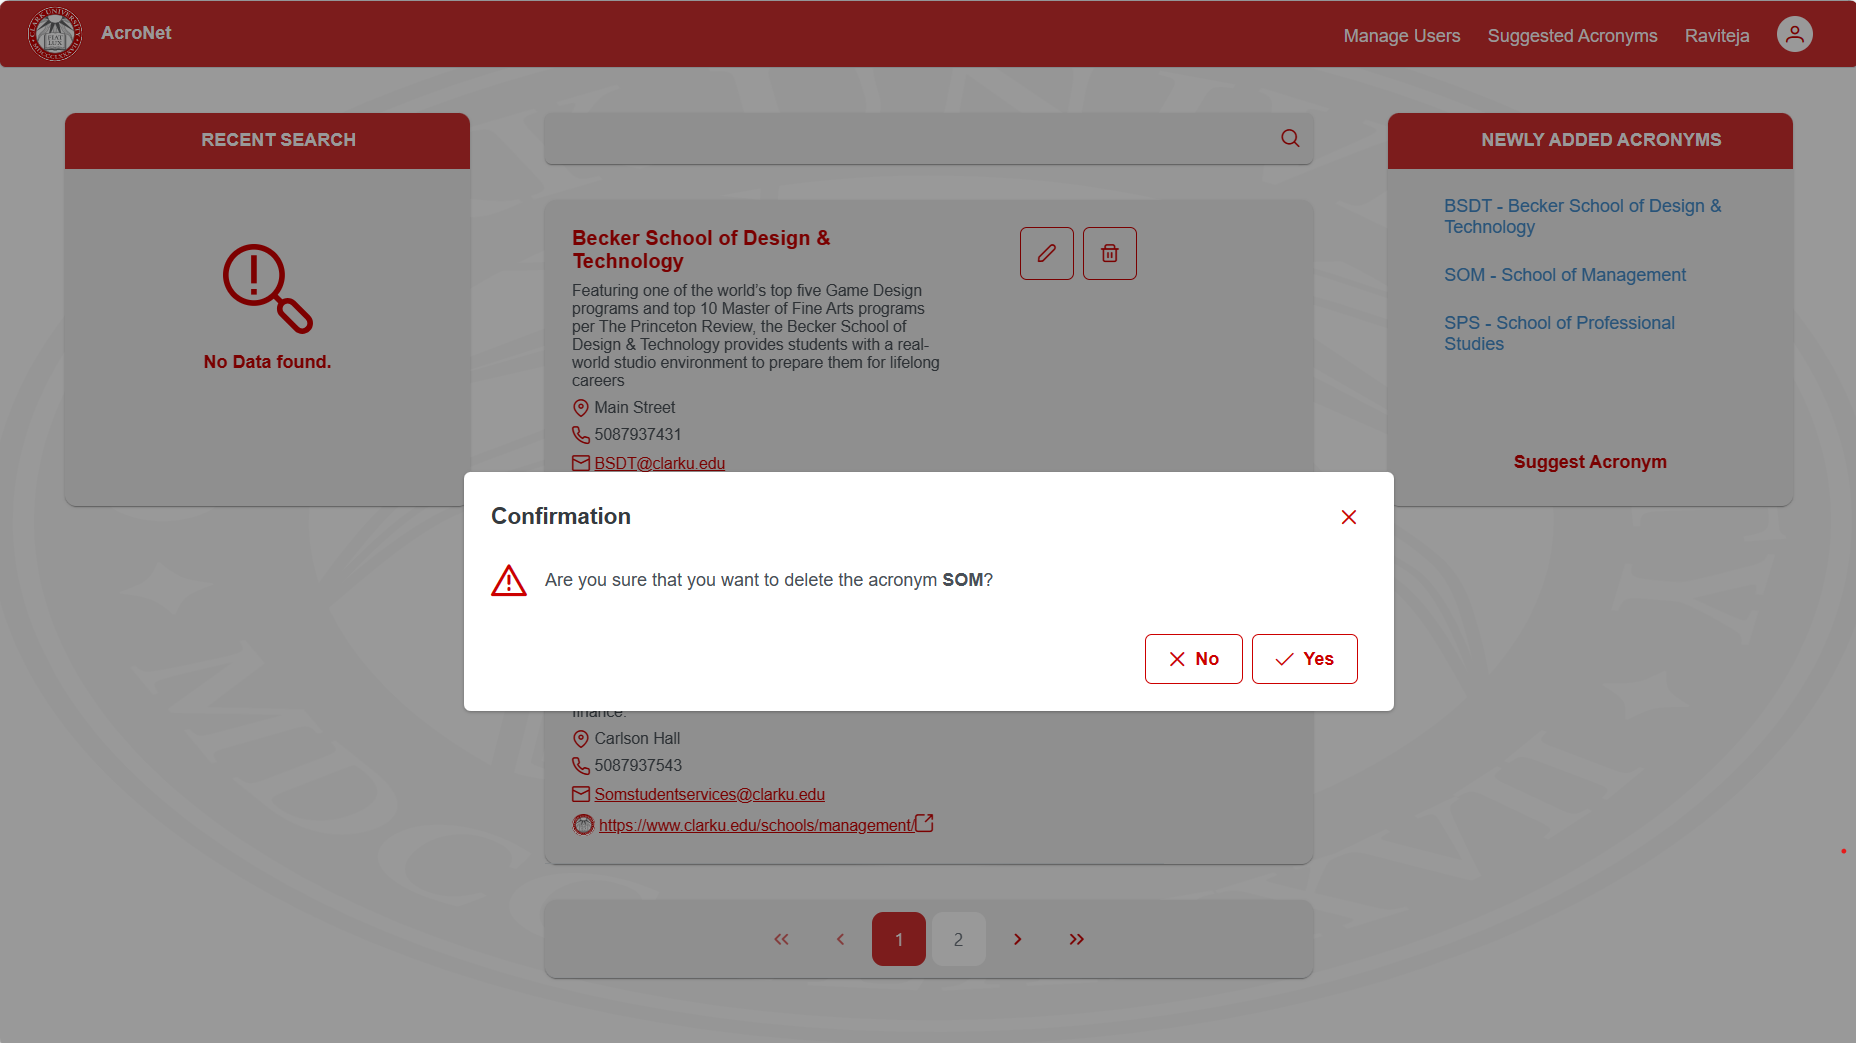 AcroNet
Manage Users
Suggested Acronyms
Raviteja
RECENT SEARCH
No Data found.
Becker School of Design &
Technology
Featuring one of the world's top five Game Design
programs and top 10 Master of Fine Arts programs
per The Princeton Review, the Becker School of
Design & Technology provides students with a real-
world studio environment to prepare them for lifelong
careers
Main Street
5087937431
BSDT@clarku.edu
NEWLY ADDED ACRONYMS
BSDT - Becker School of Design &
Technology
SOM - School of Management
SPS - School of Professional
Studies
Suggest Acronym
Confirmation
Are you sure that you want to delete the acronym SOM?
No
Yes
finance.
Carlson Hall
5087937543
Somstudentservices@clarku.edu
https://www.clarku.edu/schools/management/
1
2